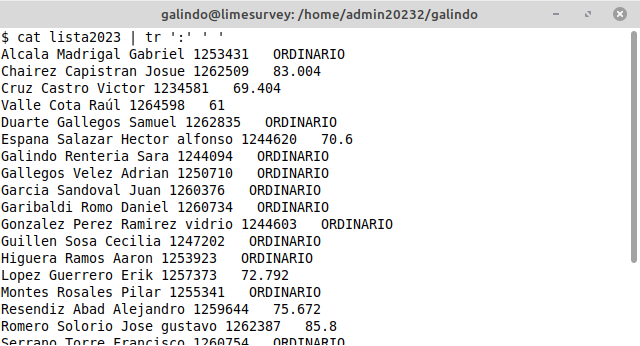 galindo@limesurvey: /home/admin20232/galindo
$ cat lista2023 | tr ':' ' '
Alcala Madrigal Gabriel 1253431   ORDINARIO
Chairez Capistran Josue 1262509   83.004
Cruz Castro Victor 1234581   69.404
Valle Cota Raúl 1264598   61
Duarte Gallegos Samuel 1262835   ORDINARIO
Espana Salazar Hector alfonso 1244620   70.6
Galindo Renteria Sara 1244094   ORDINARIO
Gallegos Velez Adrian 1250710   ORDINARIO
Garcia Sandoval Juan 1260376   ORDINARIO
Garibaldi Romo Daniel 1260734   ORDINARIO
Gonzalez Perez Ramirez vidrio 1244603   ORDINARIO
Guillen Sosa Cecilia 1247202   ORDINARIO
Higuera Ramos Aaron 1253923   ORDINARIO
Lopez Guerrero Erik 1257373   72.792
Montes Rosales Pilar 1255341   ORDINARIO
Resendiz Abad Alejandro 1259644   75.672
Romero Solorio Jose gustavo 1262387   85.8
Serrano Torre Francisco 1260754   ORDINARIO